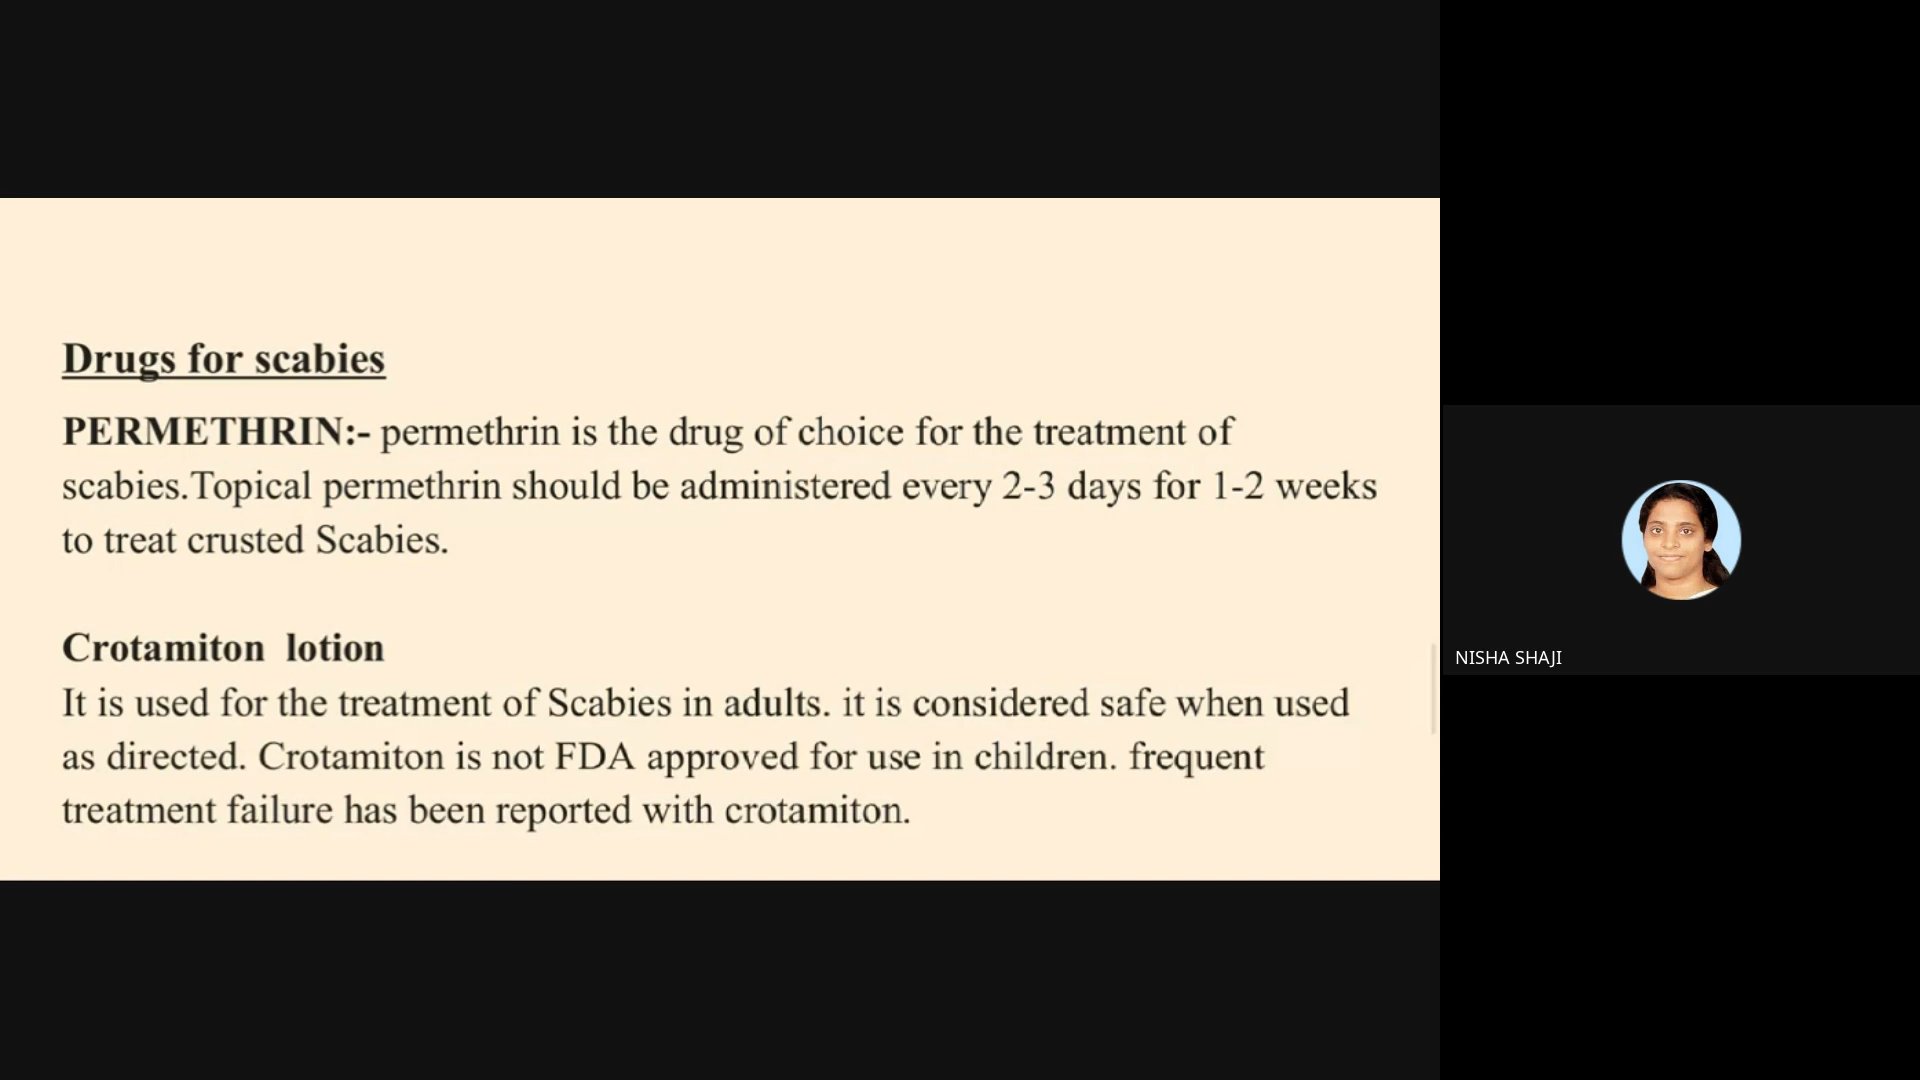 Drugs for scabies
PERMETHRIN:- permethrin is the drug of choice for the treatment of
scabies.Topical permethrin should be administered every 2-3 days for 1-2 weeks
to treat crusted Scabies.
Crotamiton lotion
It is used for the treatment of Scabies in adults. it is considered safe when used
as directed. Crotamiton is not FDA approved for use in children. frequent
treatment failure has been reported with crotamiton.
NISHA SHAJI